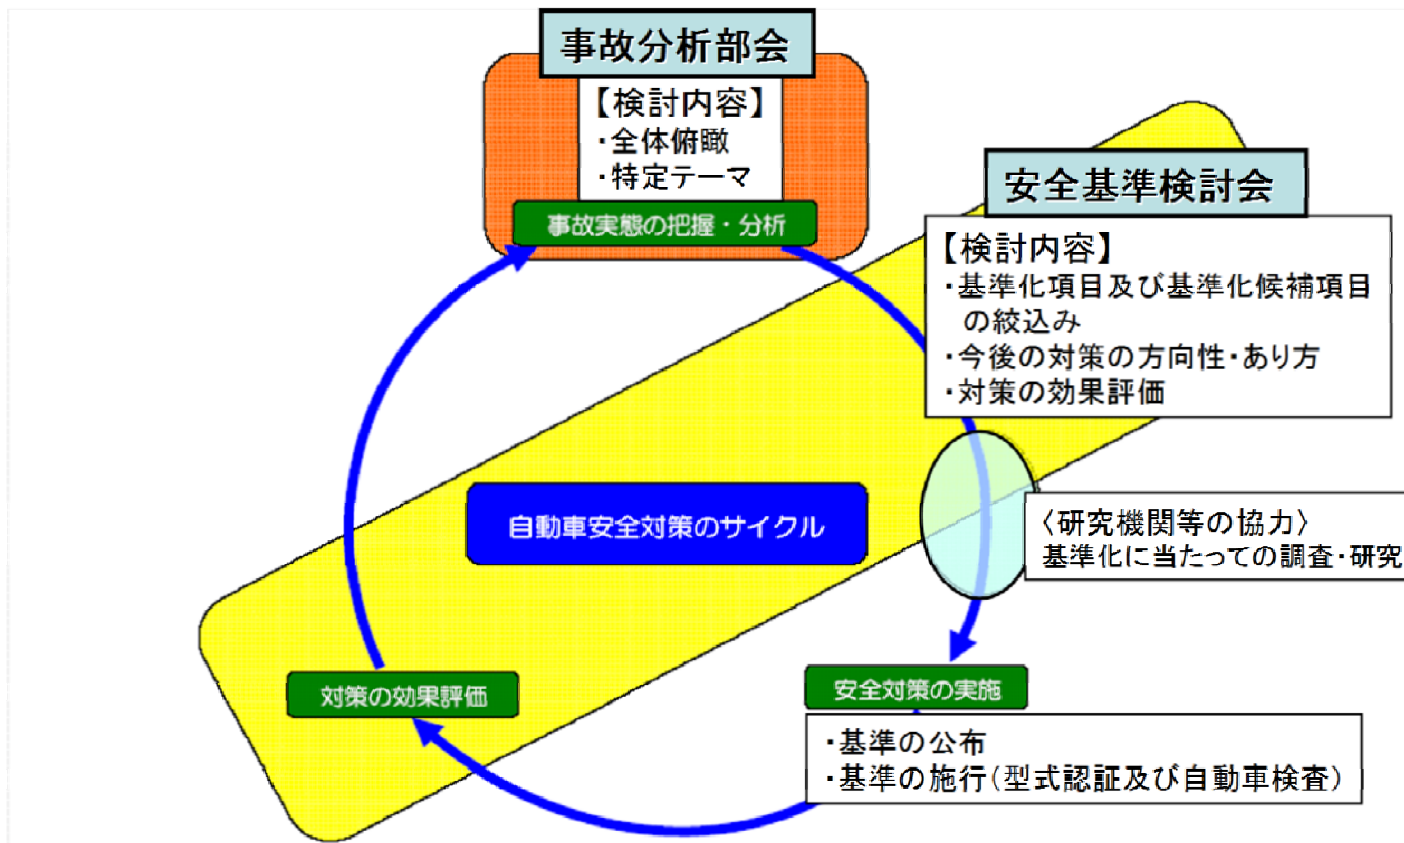 事故分析部会
【検討内容】
・全体俯瞰
・特定テーマ
事故実態の把握・分析
安全基準検討会
【検討内容】
・基準化項目及び基準化候補項目
の絞込み
・今後の対策の方向性・あり方
・対策の効果評価
自動車安全対策のサイクル
〈研究機関等の協力〉
基準化に当たっての調査・研究
対策の効果評価
安全対策の実施
・基準の公布
・基準の施行(型式認証及び自動車検査)